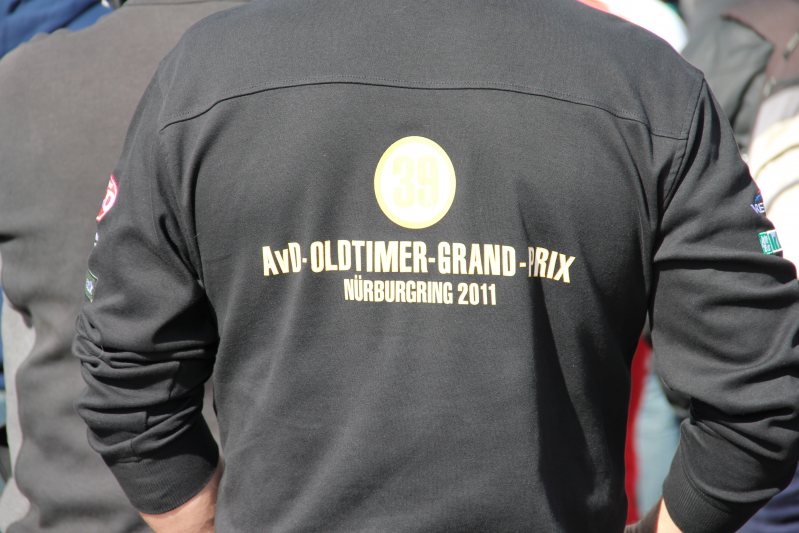 39
AvD-OLDTIMER-GRAND-PRIX
NÜRBURGRING 2011